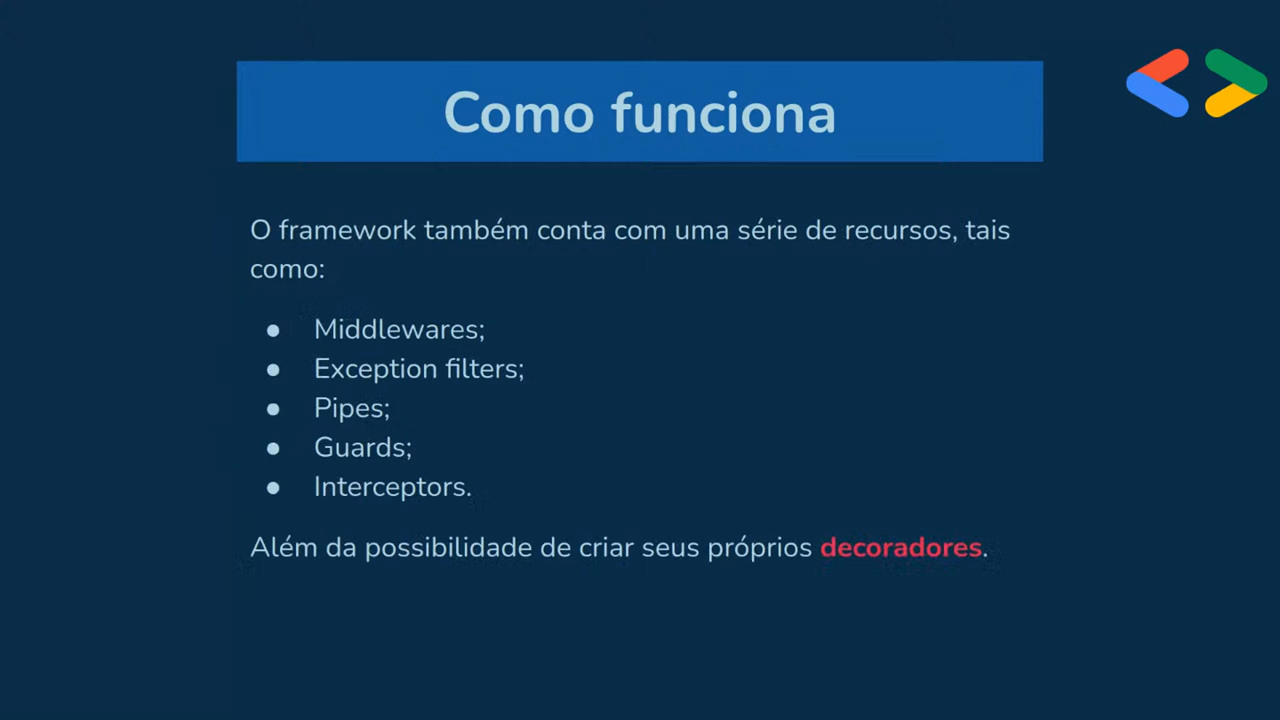 Como funciona
O framework também conta com uma série de recursos, tais
como:
● Middlewares;
● Exception filters;
● Pipes;
● Guards;
● Interceptors.
Além da possibilidade de criar seus próprios decoradores.